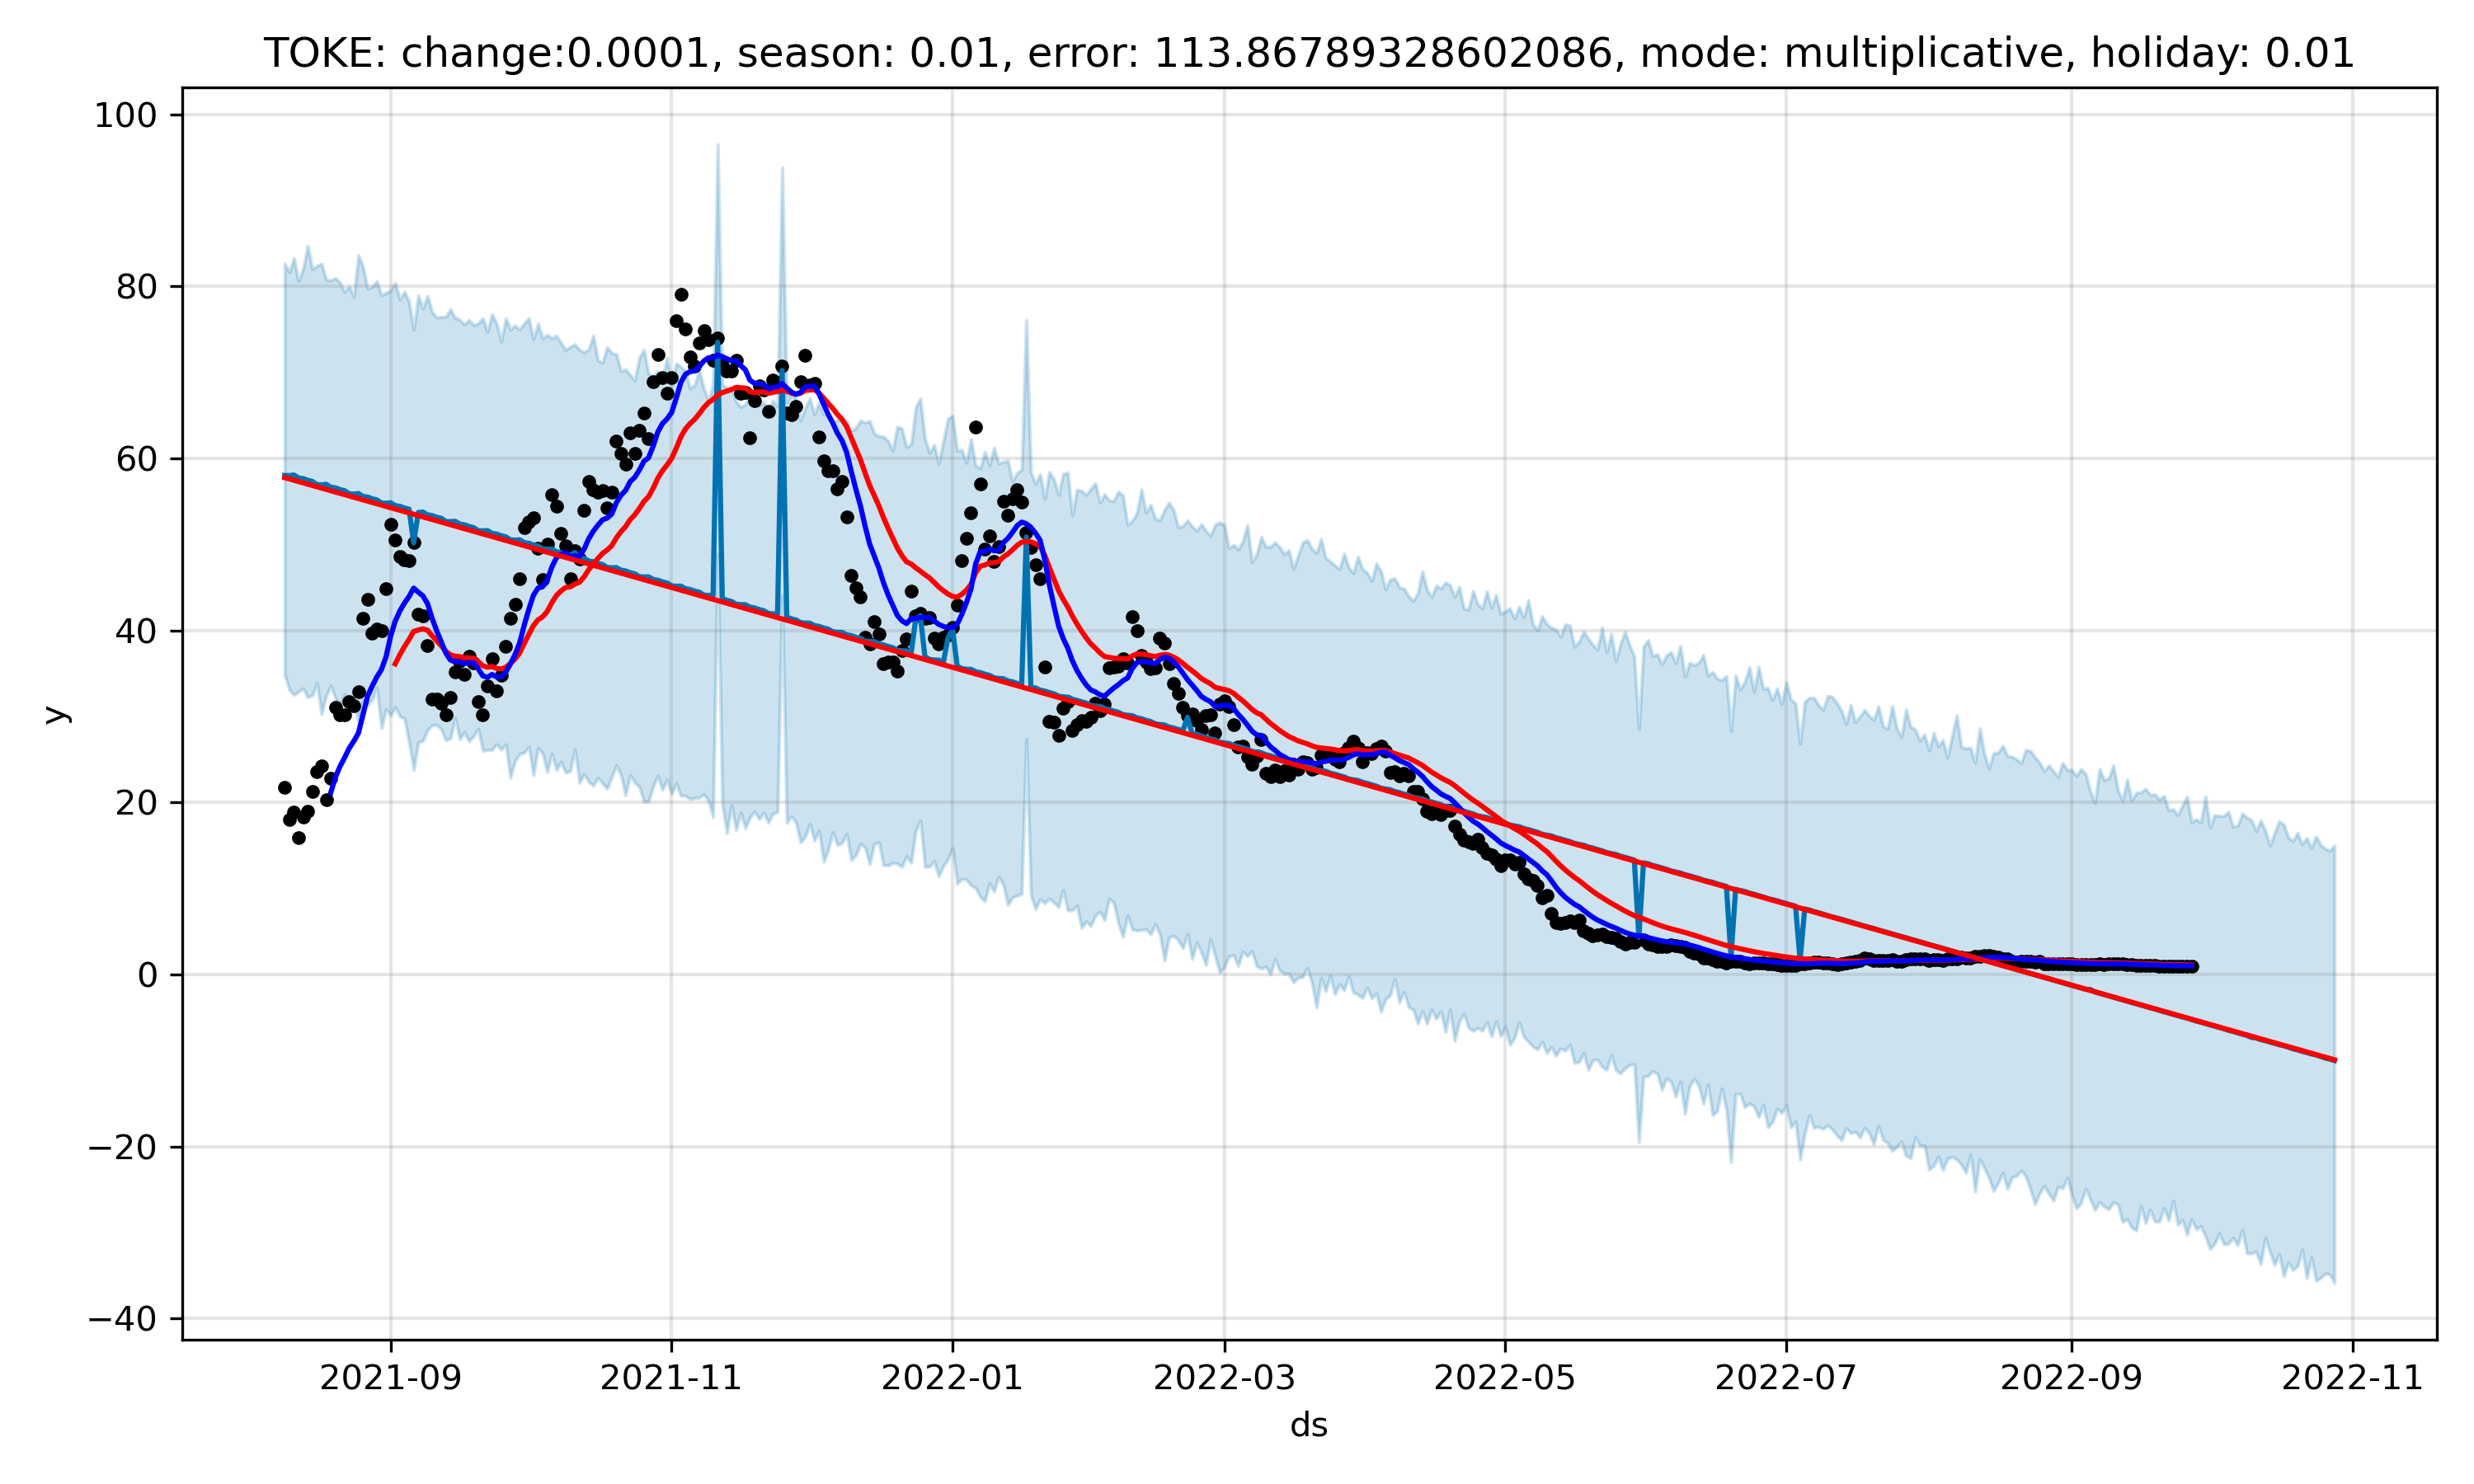 TOKE: change:0.0001, season: 0.01, error: 113.86789328602086, mode: multiplicative, holiday: 0.01
100
80
60
40
20
0
−20
−40
y
2021-09 2021-11 2022-01 2022-03 2022-05 2022-07 2022-09 2022-11
ds